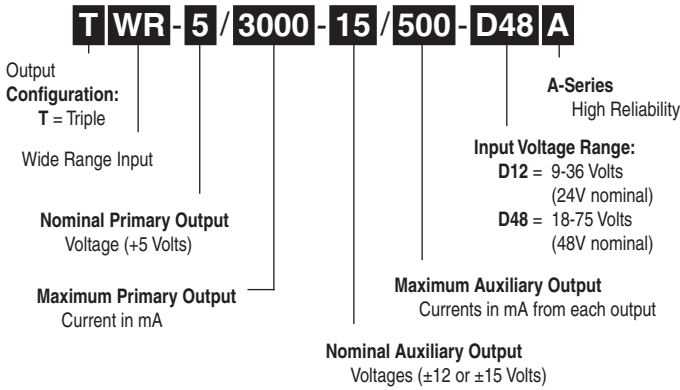 T WR - 5 / 3000 - 15 / 500 - D48 A
Output
Configuration:
T = Triple
Wide Range Input
Nominal Primary Output
Voltage (+5 Volts)
Maximum Primary Output
Current in mA
A-Series
High Reliability
Input Voltage Range:
D12 = 9-36 Volts
(24V nominal)
D48 = 18-75 Volts
(48V nominal)
Maximum Auxiliary Output
Currents in mA from each output
Nominal Auxiliary Output
Voltages (±12 or ±15 Volts)